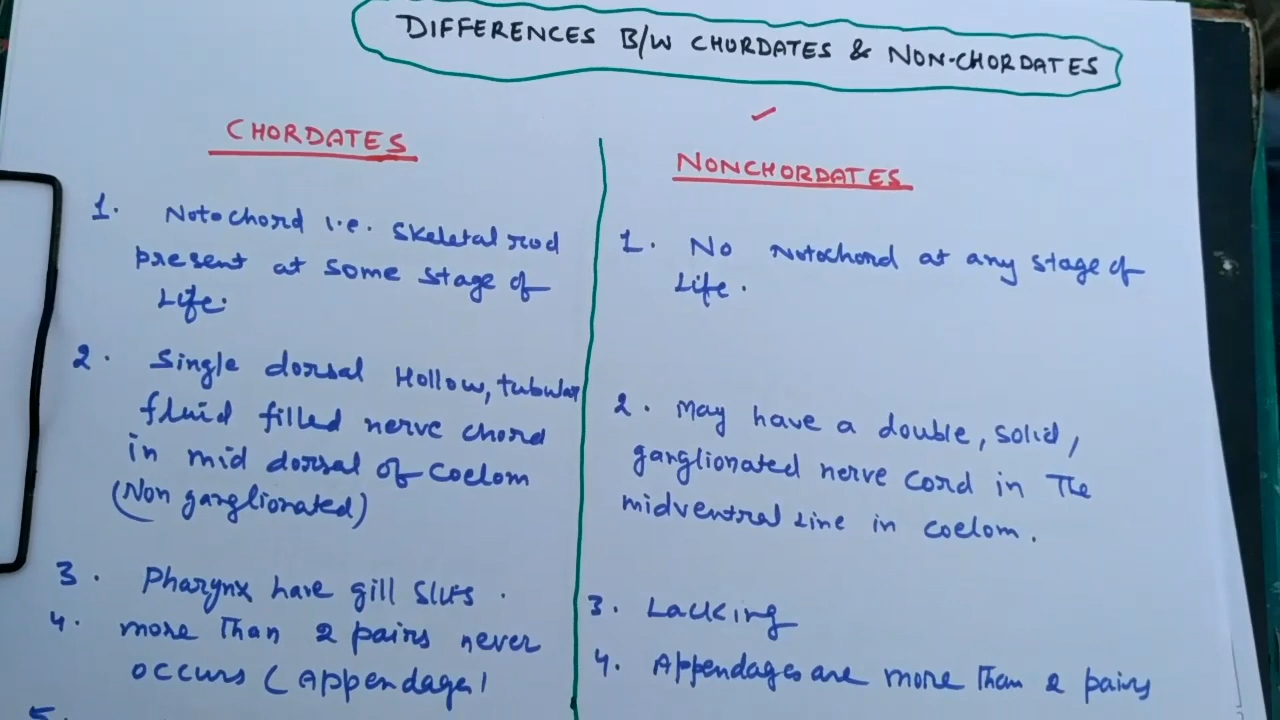 DIFFERENCES B/W CHORDATES & NON-CHORDATES
CHORDATES
1. Notochord i.e. skeletal rod
present at some stage of
Life.
2. Single dorsal Hollow, tubular
fluid filled nerve chord
in mid dorsal of coelom
(Non ganglionated)
3. Pharynx have gill slits.
4. more Than 2 pairs never
occurs (appendages)
5.
NONCHORDATES
1. No Notochord at any stage of
Life.
2. May have a double, solid,
ganglionated nerve cord in The
midventral line in coelom.
3. Lacking
4. Appendages are more Than 2 pairs